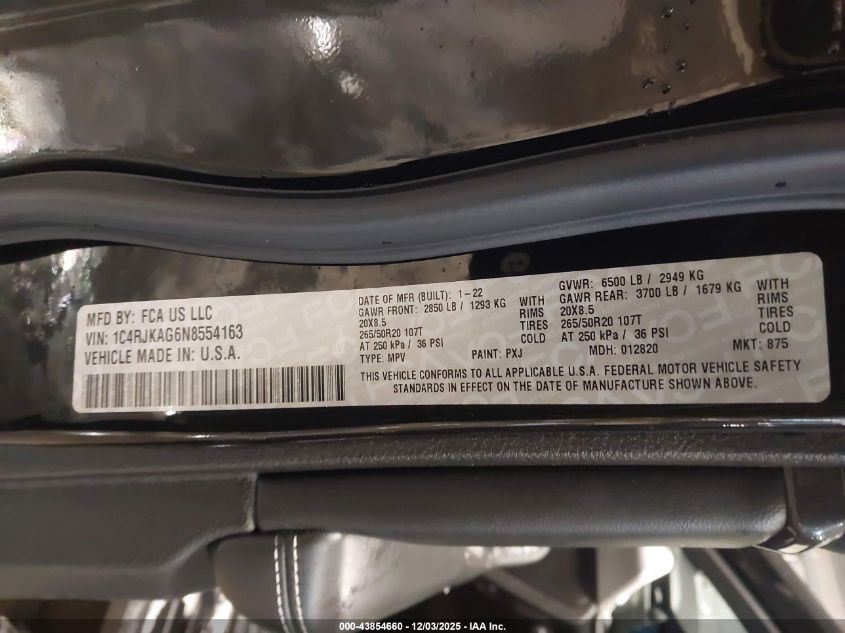 MFD BY: FCA US LLC
VIN: 1C4RJKAG6N8554163
VEHICLE MADE IN: U.S.A.
DATE OF MFR (BUILT): 1-22
GAWR FRONT: 2850 LB / 1293 KG WITH
20X8.5 RIMS
265/50R20 107T TIRES
AT 250 kPa / 36 PSI COLD
TYPE: MPV PAINT: PXJ
GVWR: 6500 LB / 2949 KG
GAWR REAR: 3700 LB / 1679 KG WITH
20X8.5 RIMS
265/50R20 107T TIRES
AT 250 kPa / 36 PSI COLD
MDH: 012820 MKT: 875
THIS VEHICLE CONFORMS TO ALL APPLICABLE U.S.A. FEDERAL MOTOR VEHICLE SAFETY
STANDARDS IN EFFECT ON THE DATE OF MANUFACTURE SHOWN ABOVE.
000-43854660 - 12/03/2025 - IAA Inc.